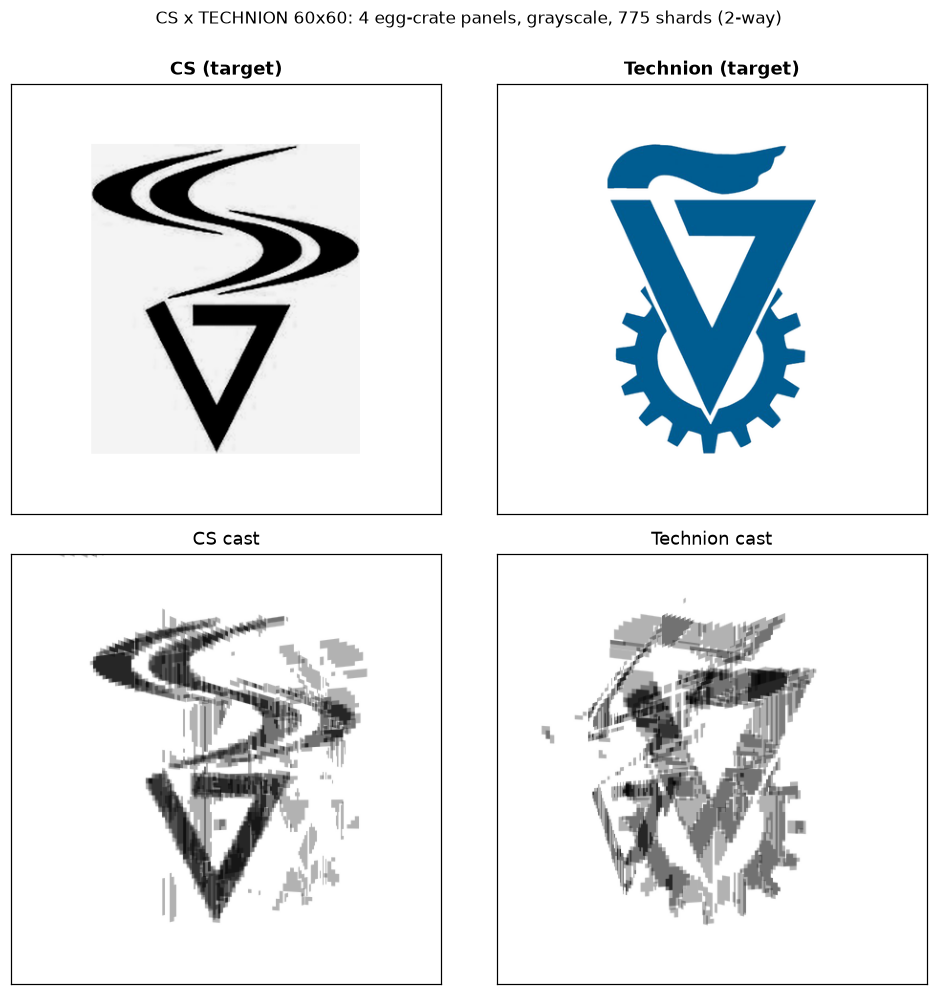 CS x TECHNION 60x60: 4 egg-crate panels, grayscale, 775 shards (2-way)
CS (target)
Technion (target)
CS cast
Technion cast